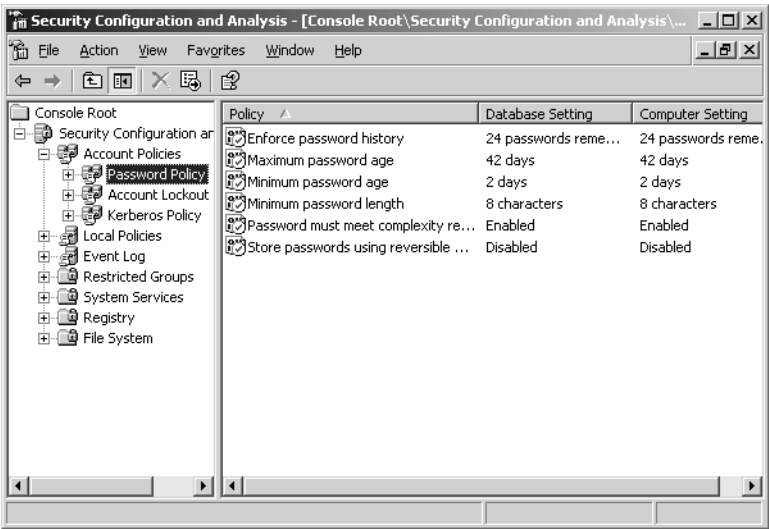 Security Configuration and Analysis - [Console Root\Security Configuration and Analysis\...
File Action View Favorites Window Help
Console Root
Security Configuration ar
Account Policies
Password Policy
Account Lockout
Kerberos Policy
Local Policies
Event Log
Restricted Groups
System Services
Registry
File System
Policy Database Setting Computer Setting
Enforce password history 24 passwords reme... 24 passwords reme.
Maximum password age 42 days 42 days
Minimum password age 2 days 2 days
Minimum password length 8 characters 8 characters
Password must meet complexity re... Enabled Enabled
Store passwords using reversible ... Disabled Disabled